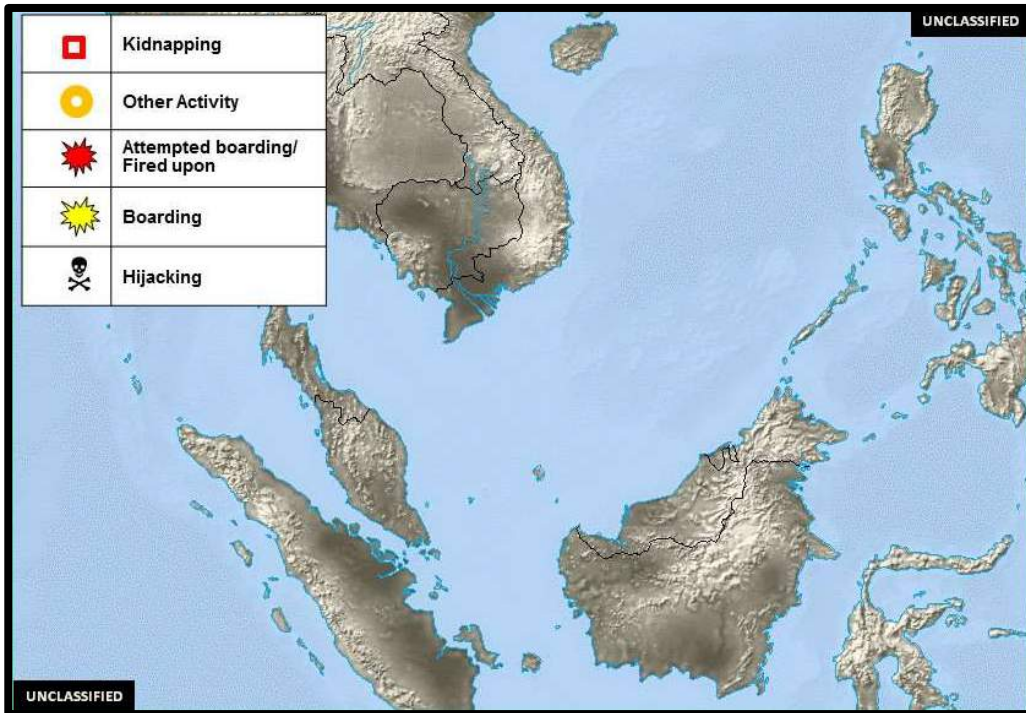 UNCLASSIFIED
Kidnapping
Other Activity
Attempted boarding/
Fired upon
Boarding
Hijacking
UNCLASSIFIED